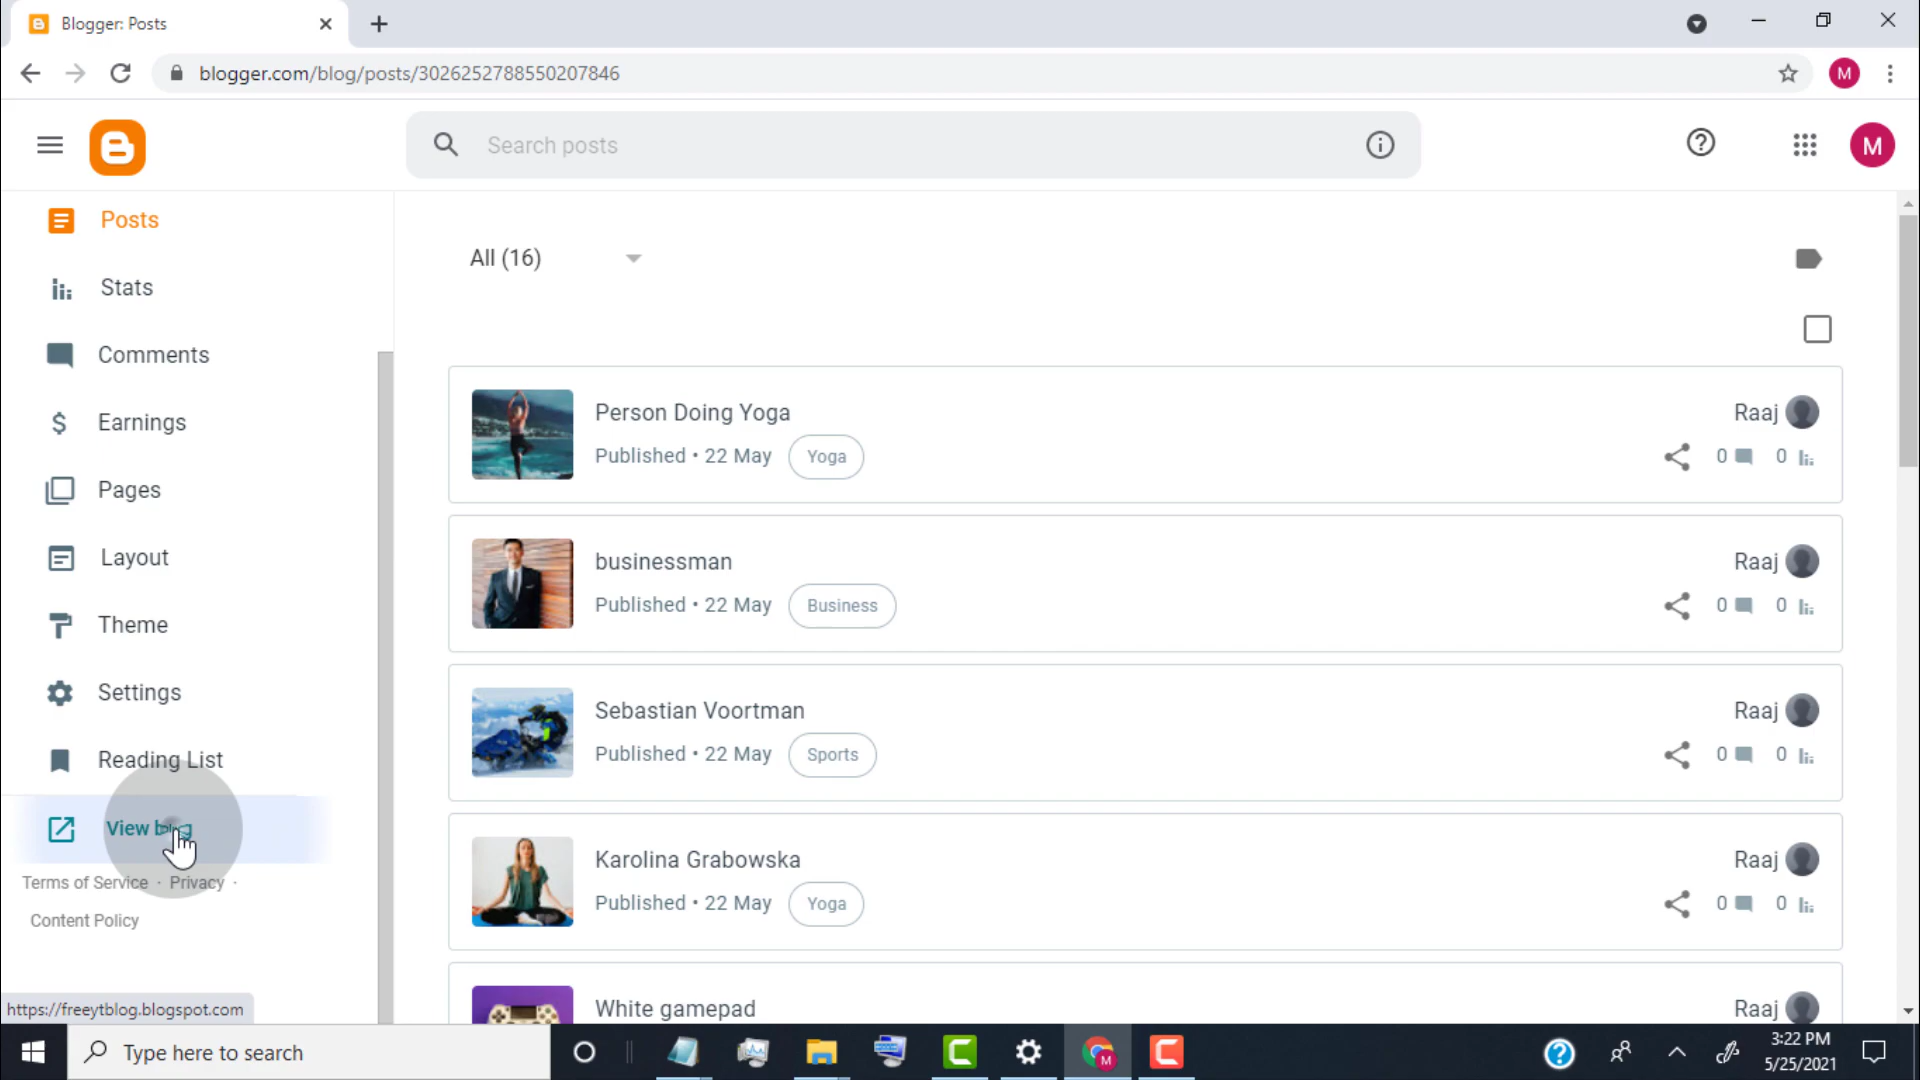 Blogger: Posts
blogger.com/blog/posts/3026252788550207846
M
Search posts
M
Posts
Stats
Comments
Earnings
Pages
Layout
Theme
Settings
Reading List
View blog
Terms of Service · Privacy ·
Content Policy
https://freeytblog.blogspot.com
All (16)
Person Doing Yoga
Raaj
Published • 22 May
Yoga
0
0
businessman
Raaj
Published • 22 May
Business
0
0
Sebastian Voortman
Raaj
Published • 22 May
Sports
0
0
Karolina Grabowska
Raaj
Published • 22 May
Yoga
0
0
White gamepad
Raaj
Type here to search
M
3:22 PM
5/25/2021